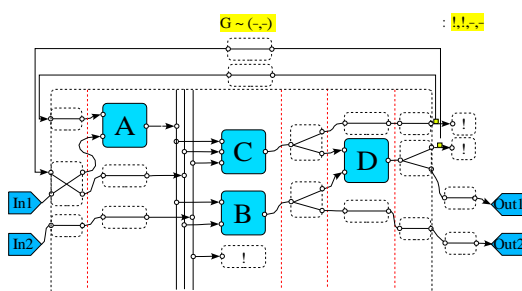 G ~ (-,-)
: !,!,-,-
A
!
!
C
D
In1
Out1
B
In2
Out2
!